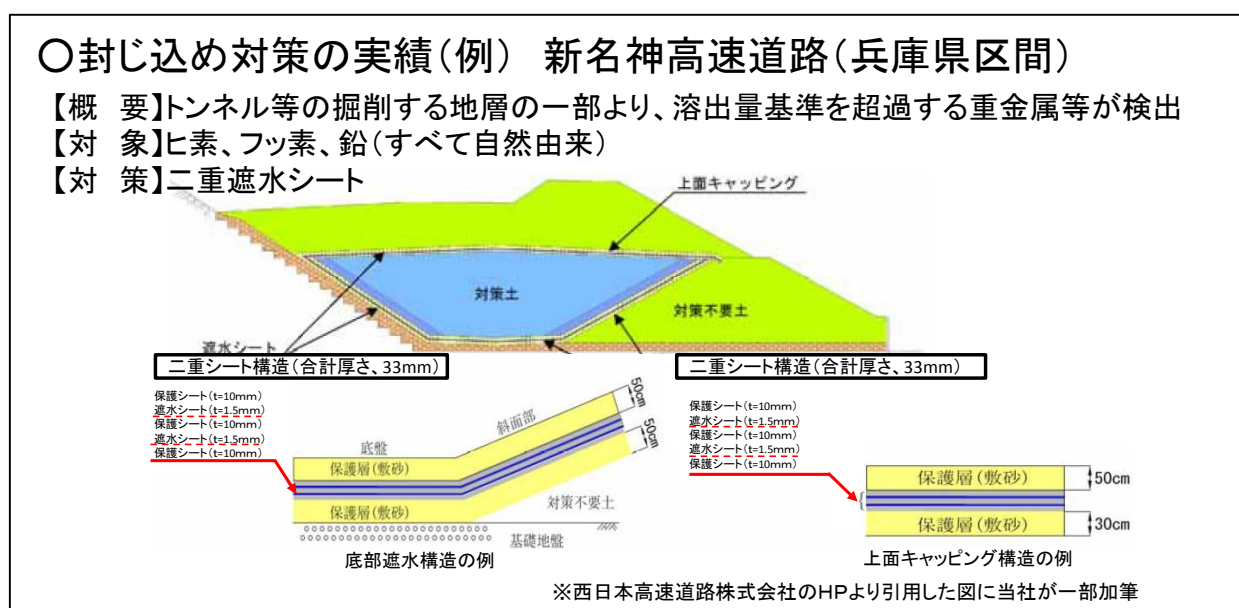 〇封じ込め対策の実績(例) 新名神高速道路(兵庫県区間)
【概 要】トンネル等の掘削する地層の一部より、溶出量基準を超過する重金属等が検出
【対 象】ヒ素、フッ素、鉛(すべて自然由来)
【対 策】二重遮水シート
上面キャッピング
対策土
対策不要土
遮水シート
二重シート構造(合計厚さ、33mm)
二重シート構造(合計厚さ、33mm)
保護シート(t=10mm)
遮水シート(t=1.5mm)
保護シート(t=10mm)
遮水シート(t=1.5mm)
保護シート(t=10mm)
50cm
50cm
斜面部
底盤
保護層(敷砂)
保護層(敷砂)
対策不要土
基礎地盤
底部遮水構造の例
保護シート(t=10mm)
遮水シート(t=1.5mm)
保護シート(t=10mm)
遮水シート(t=1.5mm)
保護シート(t=10mm)
保護層(敷砂)
50cm
保護層(敷砂)
30cm
上面キャッピング構造の例
※西日本高速道路株式会社のHPより引用した図に当社が一部加筆